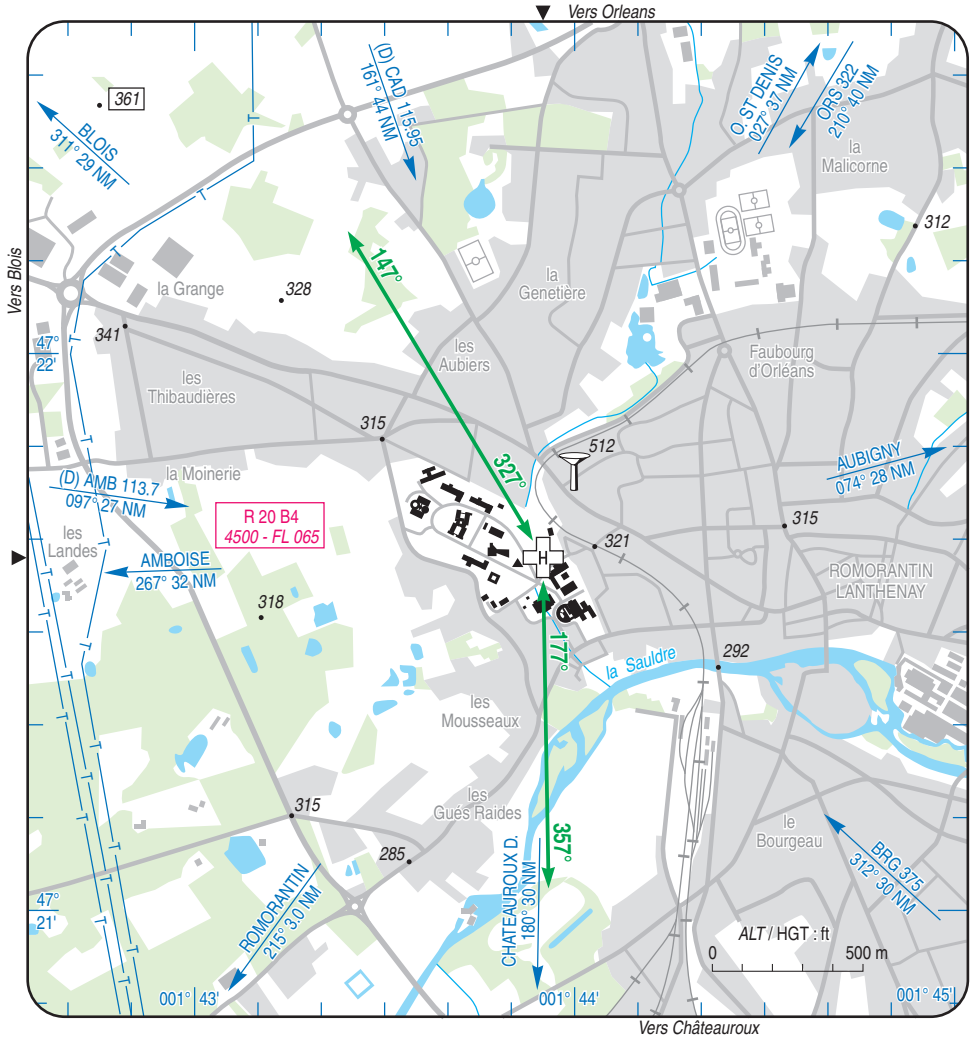 Vers Orleans
361
BLOIS
311° 29 NM
(D) CAD 115.95
161° 44 NM
O ST DENIS
027° 37 NM
ORS 322
210° 40 NM
la
Malicorne
312
Vers Blois
147°
la Grange
328
la
Genetière
341
47°
22'
les
Aubiers
Faubourg
d'Orléans
les
Thibaudières
315
512
327°
AUBIGNY
074° 28 NM
la Moinerie
(D) AMB 113.7
097° 27 NM
R 20 B4
4500 - FL 065
315
les
Landes
321
AMBOISE
267° 32 NM
H
ROMORANTIN
LANTHENAY
318
177°
la Sauldre
292
les
Mousseaux
315
les
Gués Raides
357°
le
Bourgeau
285
BRG 375
312° 30 NM
47°
21'
ROMORANTIN
215° 3.0 NM
CHATEAUROUX D.
180° 30 NM
ALT / HGT : ft
0
500 m
001° 43'
001° 44'
001° 45'
Vers Châteauroux